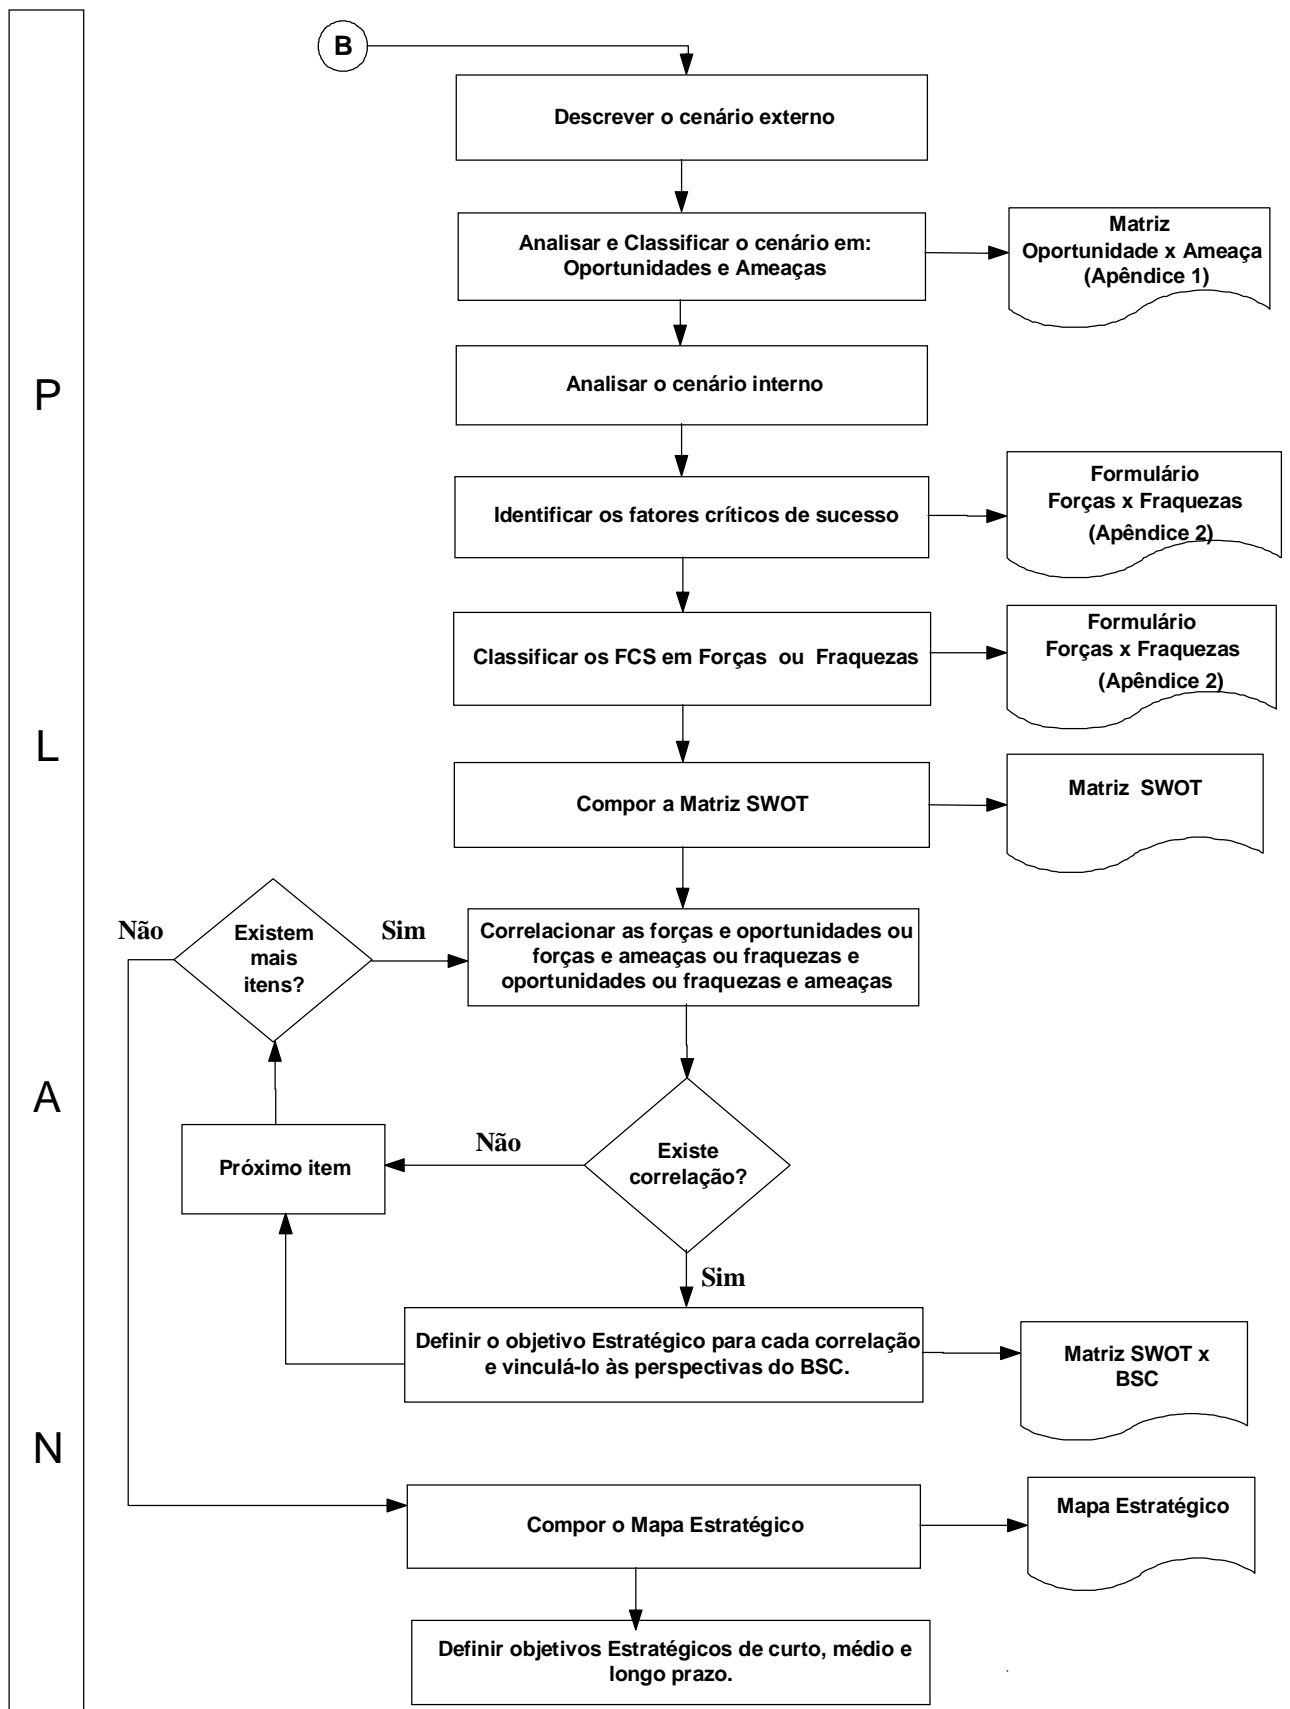 B
Descrever o cenário externo
Analisar e Classificar o cenário em:
Oportunidades e Ameaças
Matriz
Oportunidade x Ameaça
(Apêndice 1)
P
Analisar o cenário interno
Identificar os fatores críticos de sucesso
Formulário
Forças x Fraquezas
(Apêndice 2)
Classificar os FCS em Forças ou Fraquezas
Formulário
Forças x Fraquezas
(Apêndice 2)
L
Compor a Matriz SWOT
Matriz SWOT
Não
Existem
mais
itens?
Sim
Correlacionar as forças e oportunidades ou
forças e ameaças ou fraquezas e
oportunidades ou fraquezas e ameaças
A
Próximo item
Não
Existe
correlação?
Sim
Definir o objetivo Estratégico para cada correlação
e vinculá-lo às perspectivas do BSC.
Matriz SWOT x
BSC
N
Compor o Mapa Estratégico
Mapa Estratégico
Definir objetivos Estratégicos de curto, médio e
longo prazo.